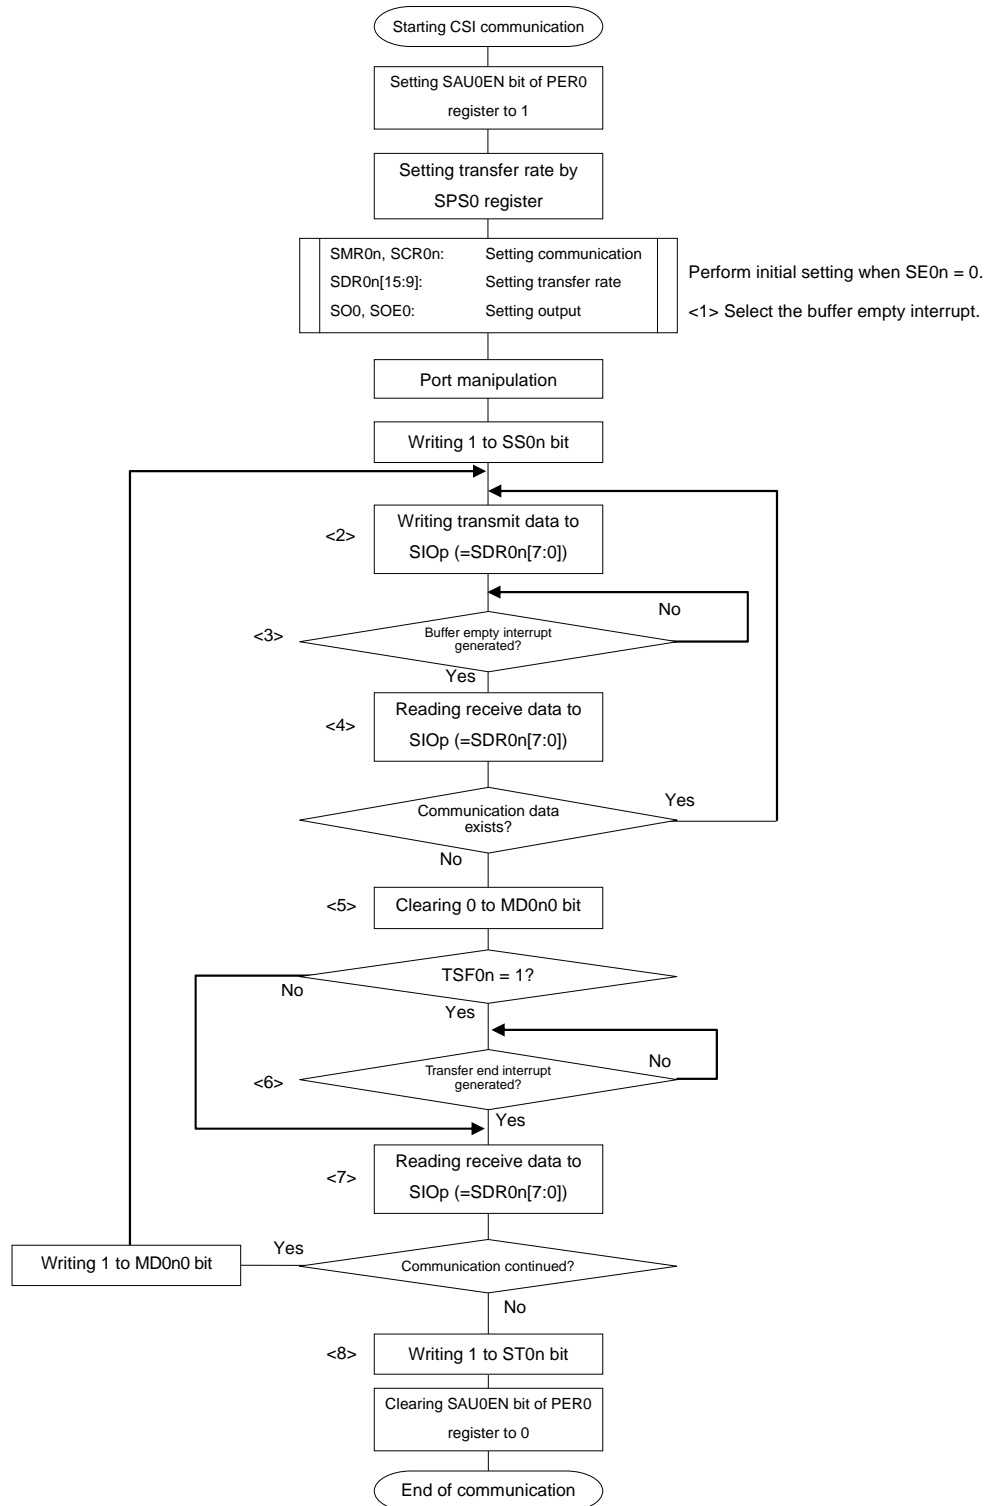 Starting CSI communication
Setting SAU0EN bit of PER0
register to 1
Setting transfer rate by
SPS0 register
SMR0n, SCR0n: Setting communication
SDR0n[15:9]: Setting transfer rate
SO0, SOE0: Setting output
Perform initial setting when SE0n = 0.
<1> Select the buffer empty interrupt.
Port manipulation
Writing 1 to SS0n bit
<2>
Writing transmit data to
SIOp (=SDR0n[7:0])
No
<3>
Buffer empty interrupt
generated?
Yes
<4>
Reading receive data to
SIOp (=SDR0n[7:0])
Communication data
exists?
Yes
No
<5>
Clearing 0 to MD0n0 bit
TSF0n = 1?
No
Yes
No
<6>
Transfer end interrupt
generated?
Yes
<7>
Reading receive data to
SIOp (=SDR0n[7:0])
Writing 1 to MD0n0 bit
Yes
Communication continued?
No
<8>
Writing 1 to ST0n bit
Clearing SAU0EN bit of PER0
register to 0
End of communication